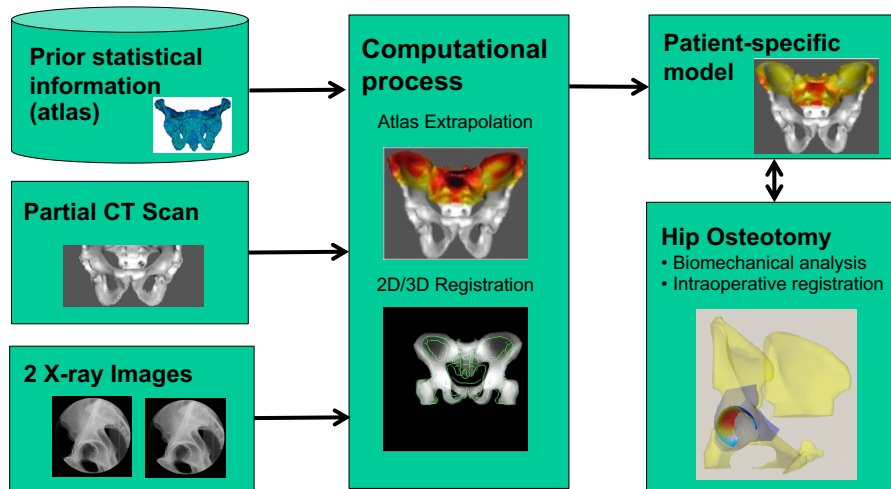 Prior statistical
information
(atlas)
Partial CT Scan
2 X-ray Images
Computational
process
Atlas Extrapolation
2D/3D Registration
Patient-specific
model
Hip Osteotomy
• Biomechanical analysis
• Intraoperative registration